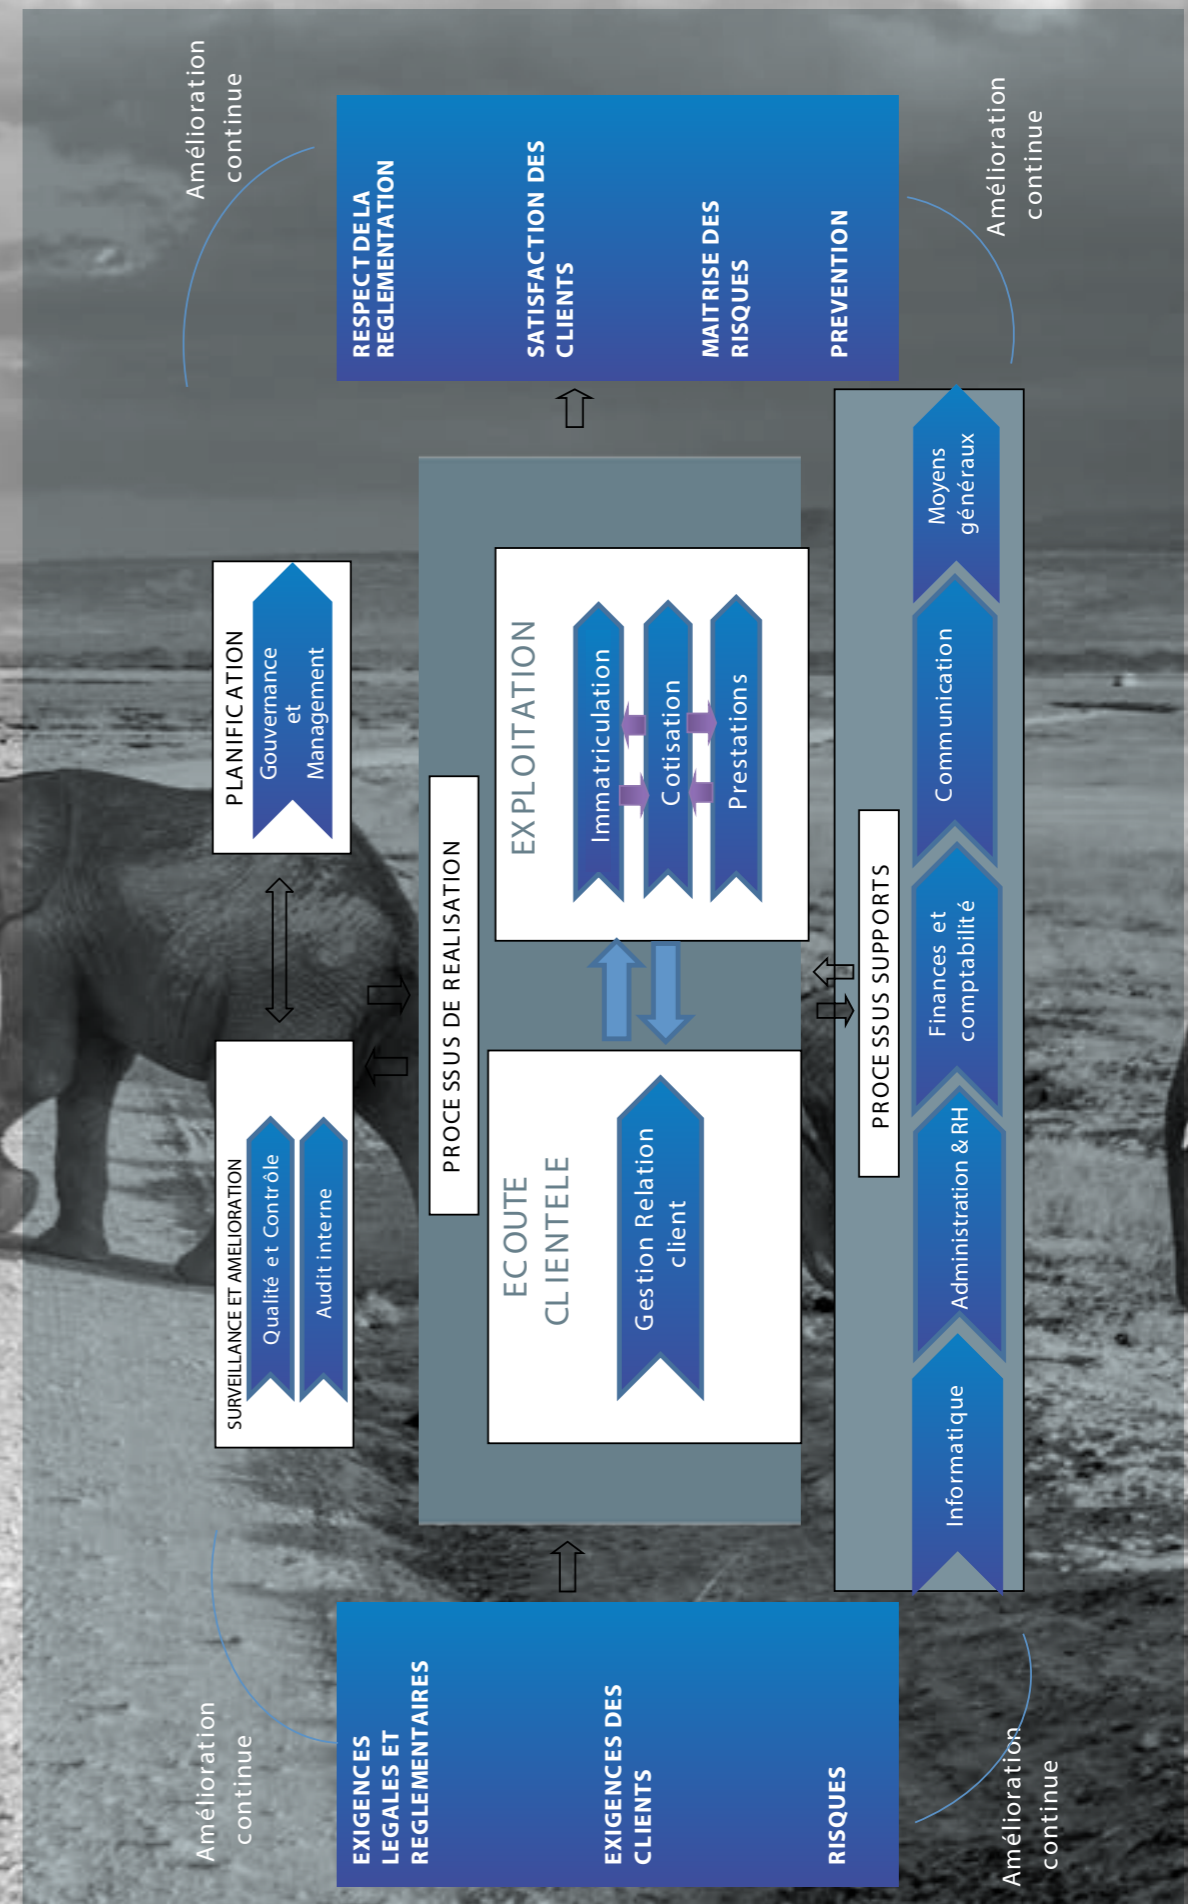 Amélioration
continue
Amélioration
continue
SURVEILLANCE ET AMELIORATION
Qualité et Contrôle
Audit interne
PLANIFICATION
Gouvernance
et
Management
EXIGENCES
LEGALES ET
REGLEMENTAIRES
EXIGENCES DES
CLIENTS
RISQUES
PROCESSUS DE REALISATION
ECOUTE
CLIENTELE
Gestion Relation
client
EXPLOITATION
Immatriculation
Cotisation
Prestations
RESPECT DE LA
REGLEMENTATION
SATISFACTION DES
CLIENTS
MAITRISE DES
RISQUES
PREVENTION
PROCESSUS SUPPORTS
Informatique
Administration & RH
Finances et
comptabilité
Communication
Moyens
généraux
Amélioration
continue
Amélioration
continue